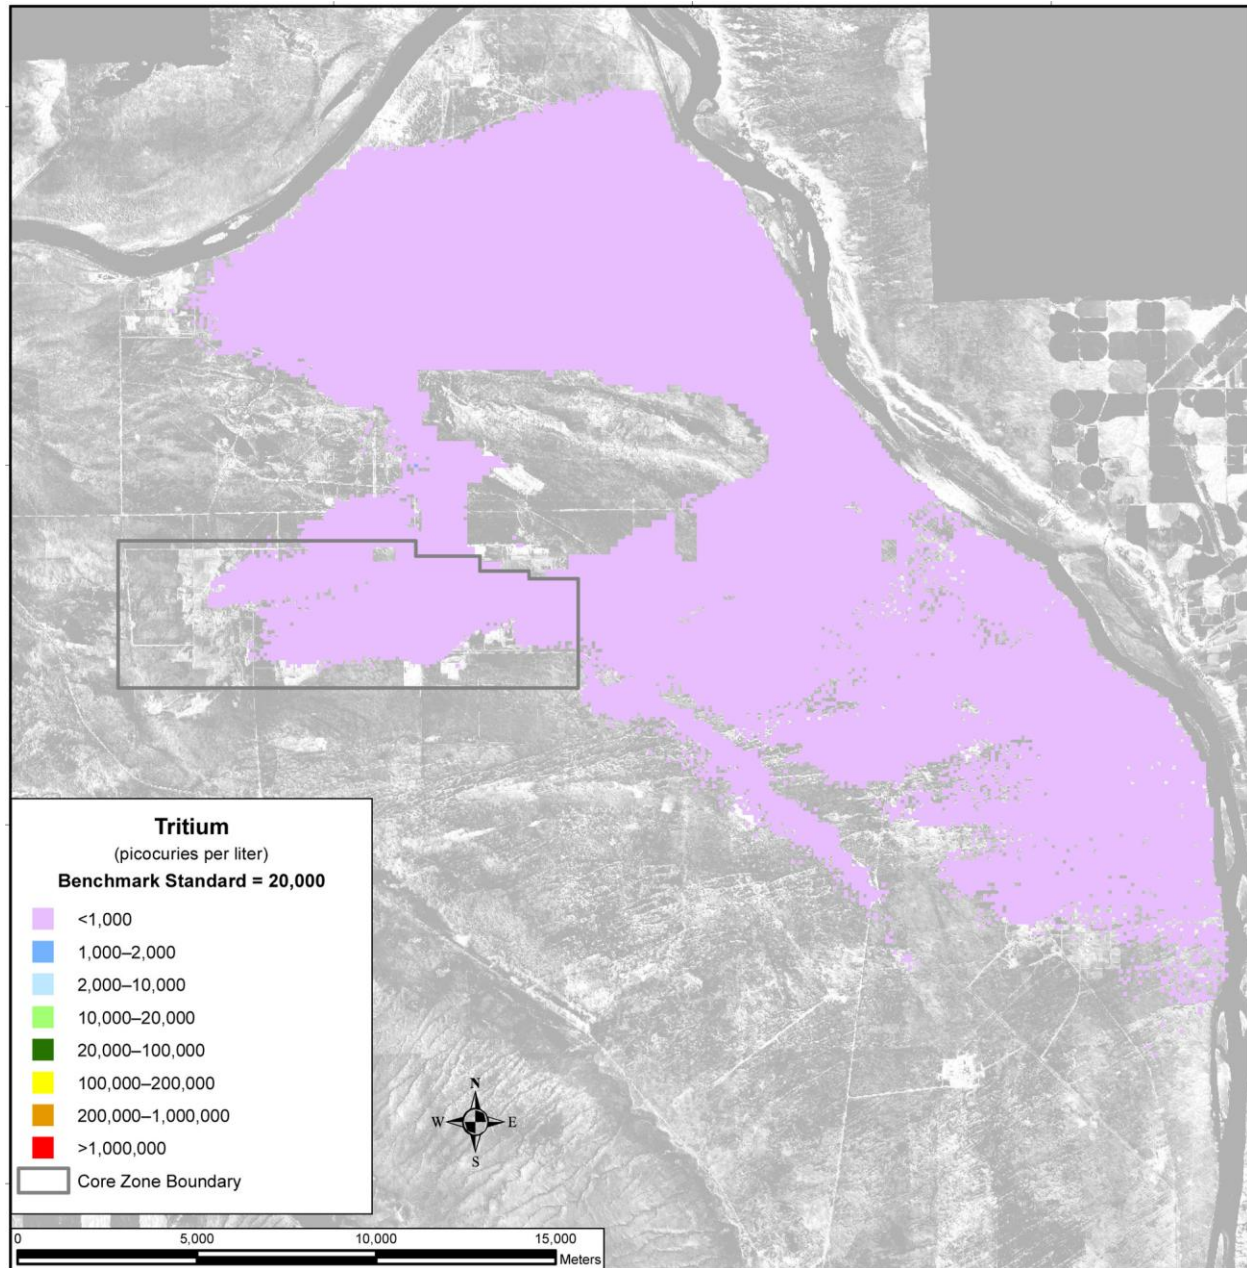 Tritium
(picocuries per liter)
Benchmark Standard = 20,000
<1,000
1,000–2,000
2,000–10,000
10,000–20,000
20,000–100,000
100,000–200,000
200,000–1,000,000
>1,000,000
Core Zone Boundary
N
W E
S
0 5,000 10,000 15,000
Meters